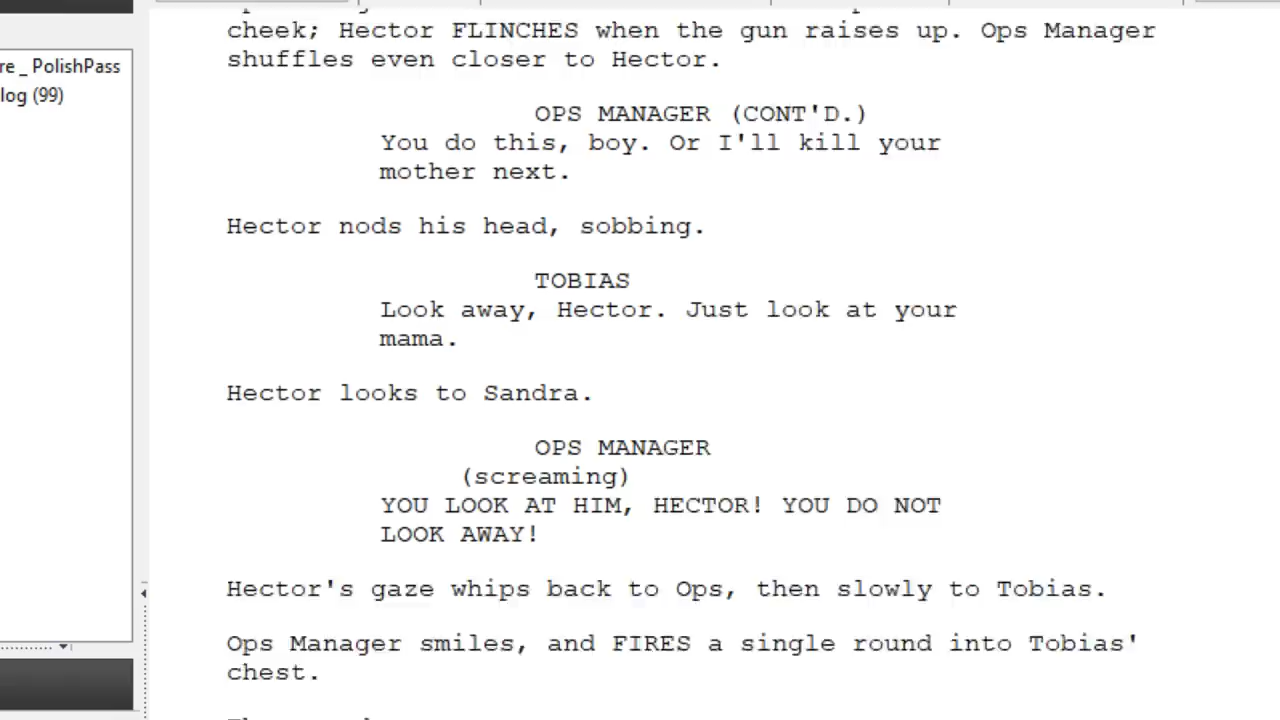 cheek; Hector FLINCHES when the gun raises up. Ops Manager
shuffles even closer to Hector.
OPS MANAGER (CONT'D.)
You do this, boy. Or I'll kill your
mother next.
Hector nods his head, sobbing.
TOBIAS
Look away, Hector. Just look at your
mama.
Hector looks to Sandra.
OPS MANAGER
(screaming)
YOU LOOK AT HIM, HECTOR! YOU DO NOT
LOOK AWAY!
Hector's gaze whips back to Ops, then slowly to Tobias.
Ops Manager smiles, and FIRES a single round into Tobias'
chest.
re _ PolishPass
log (99)